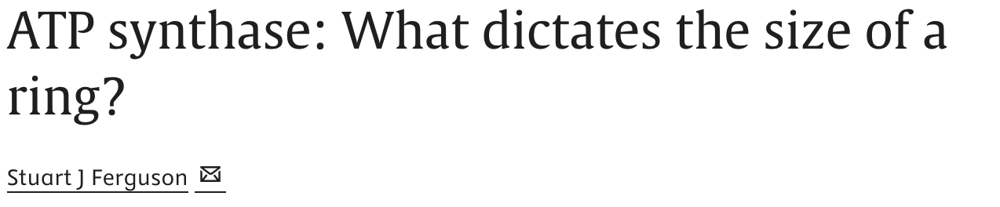 ATP synthase: What dictates the size of a
ring?
Stuart J Ferguson